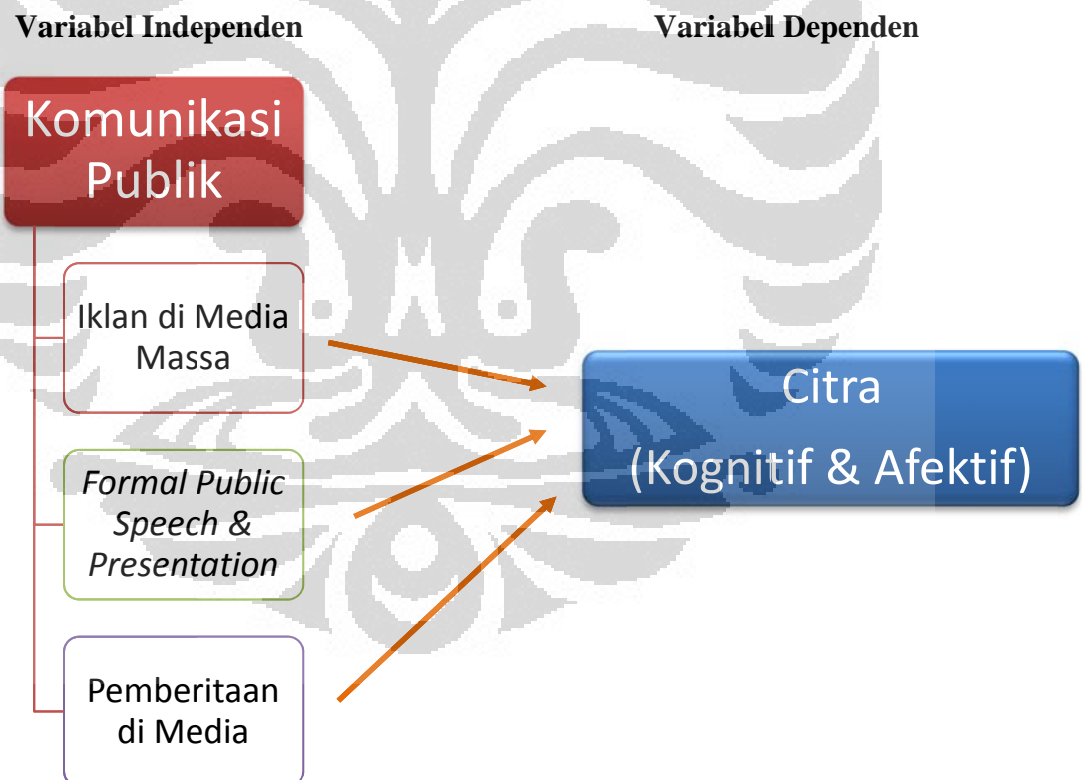 Variabel Independen
Variabel Dependen
Komunikasi
Publik
Iklan di Media
Massa
Formal Public
Speech &
Presentation
Pemberitaan
di Media
Citra
(Kognitif & Afektif)